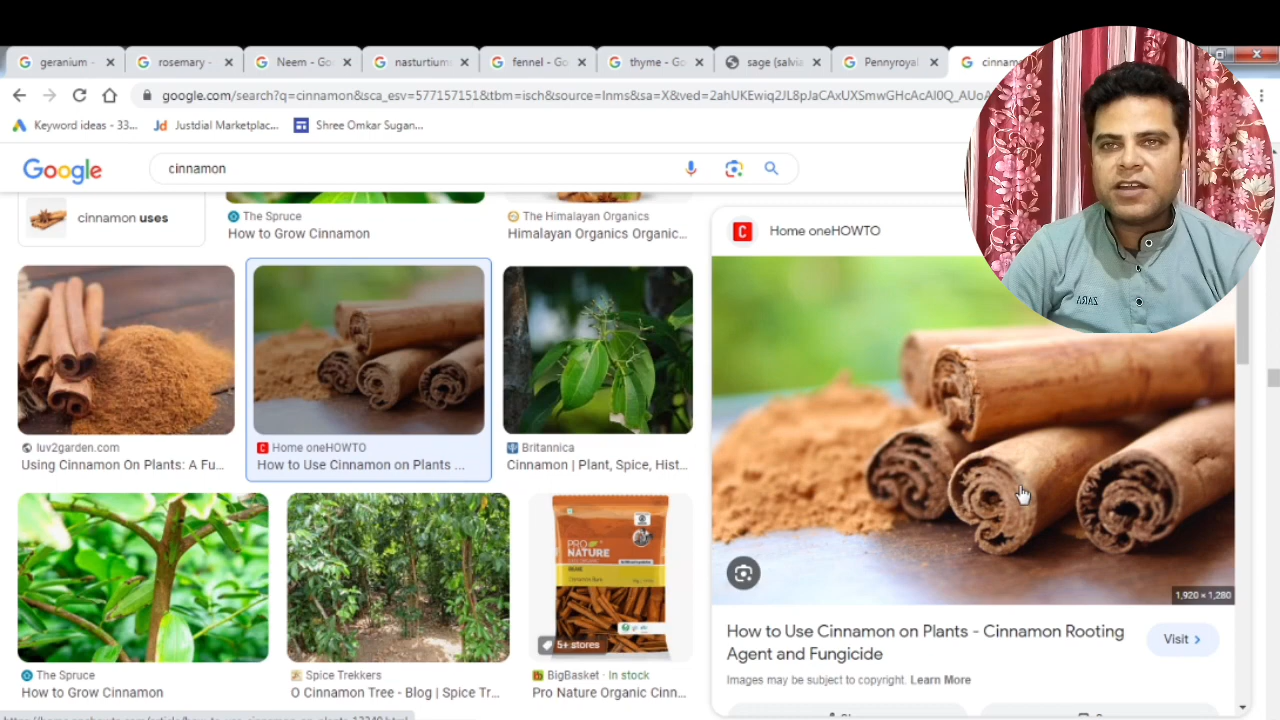 geranium -
rosemary -
Neem - Go
nasturtium
fennel - Go
thyme - Go
sage (salvia
Pennyroyal
cinnam
google.com/search?q=cinnamon&sca_esv=577157151&tbm=isch&source=lnms&sa=X&ved=
Keyword ideas - 33...
Jd Justdial Marketplac...
Shree Omkar Sugan...
Google
cinnamon
cinnamon uses
The Spruce
How to Grow Cinnamon
The Himalayan Organics
Himalayan Organics Organic...
C Home oneHOWTO
ZARA
luv2garden.com
Using Cinnamon On Plants: A Fu...
C Home oneHOWTO
How to Use Cinnamon on Plants ...
Britannica
Cinnamon | Plant, Spice, Hist...
1,920 × 1,280
PRO
NATURE
5+ stores
How to Use Cinnamon on Plants - Cinnamon Rooting
Agent and Fungicide
Visit >
Images may be subject to copyright. Learn More
The Spruce
How to Grow Cinnamon
Spice Trekkers
O Cinnamon Tree - Blog | Spice Tr...
BigBasket · In stock
Pro Nature Organic Cinn...